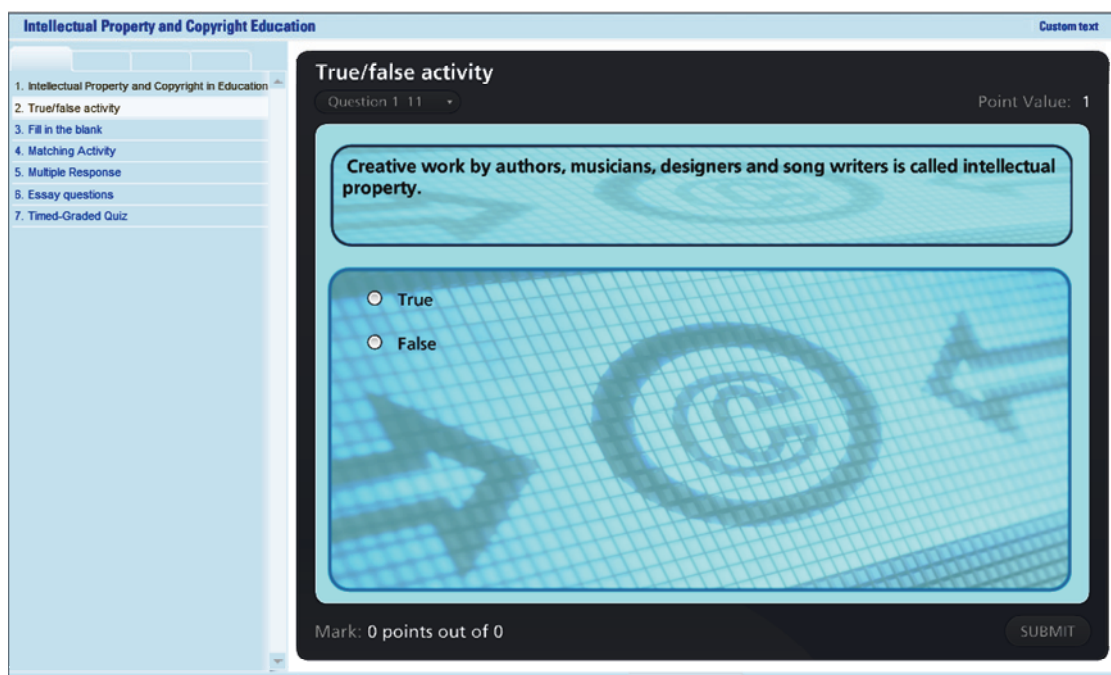 Intellectual Property and Copyright Education
Custom text
1. Intellectual Property and Copyright in Education
2. True/false activity
3. Fill in the blank
4. Matching Activity
5. Multiple Response
6. Essay questions
7. Timed-Graded Quiz
True/false activity
Question 1 11
Point Value: 1
Creative work by authors, musicians, designers and song writers is called intellectual
property.
True
False
Mark: 0 points out of 0
SUBMIT